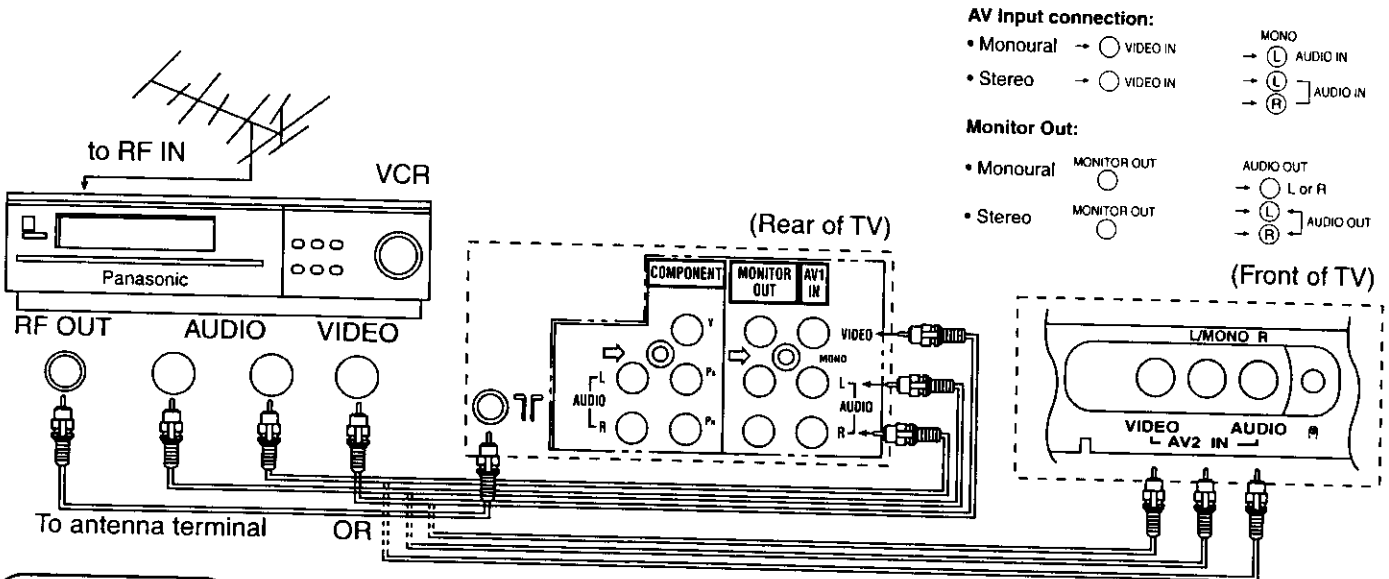 AV Input connection:
• Monoural → VIDEO IN
MONO
→ L AUDIO IN
• Stereo → VIDEO IN
→ L
→ R AUDIO IN
Monitor Out:
• Monoural MONITOR OUT
AUDIO OUT
→ L or R
• Stereo MONITOR OUT
→ L
→ R AUDIO OUT
to RF IN
VCR
Panasonic
RF OUT AUDIO VIDEO
(Rear of TV)
COMPONENT
MONITOR OUT
AV1 IN
Y
VIDEO
MONO
PB
L
AUDIO
R
PR
L
AUDIO
R
(Front of TV)
L/MONO R
VIDEO AUDIO
AV2 IN
To antenna terminal
OR